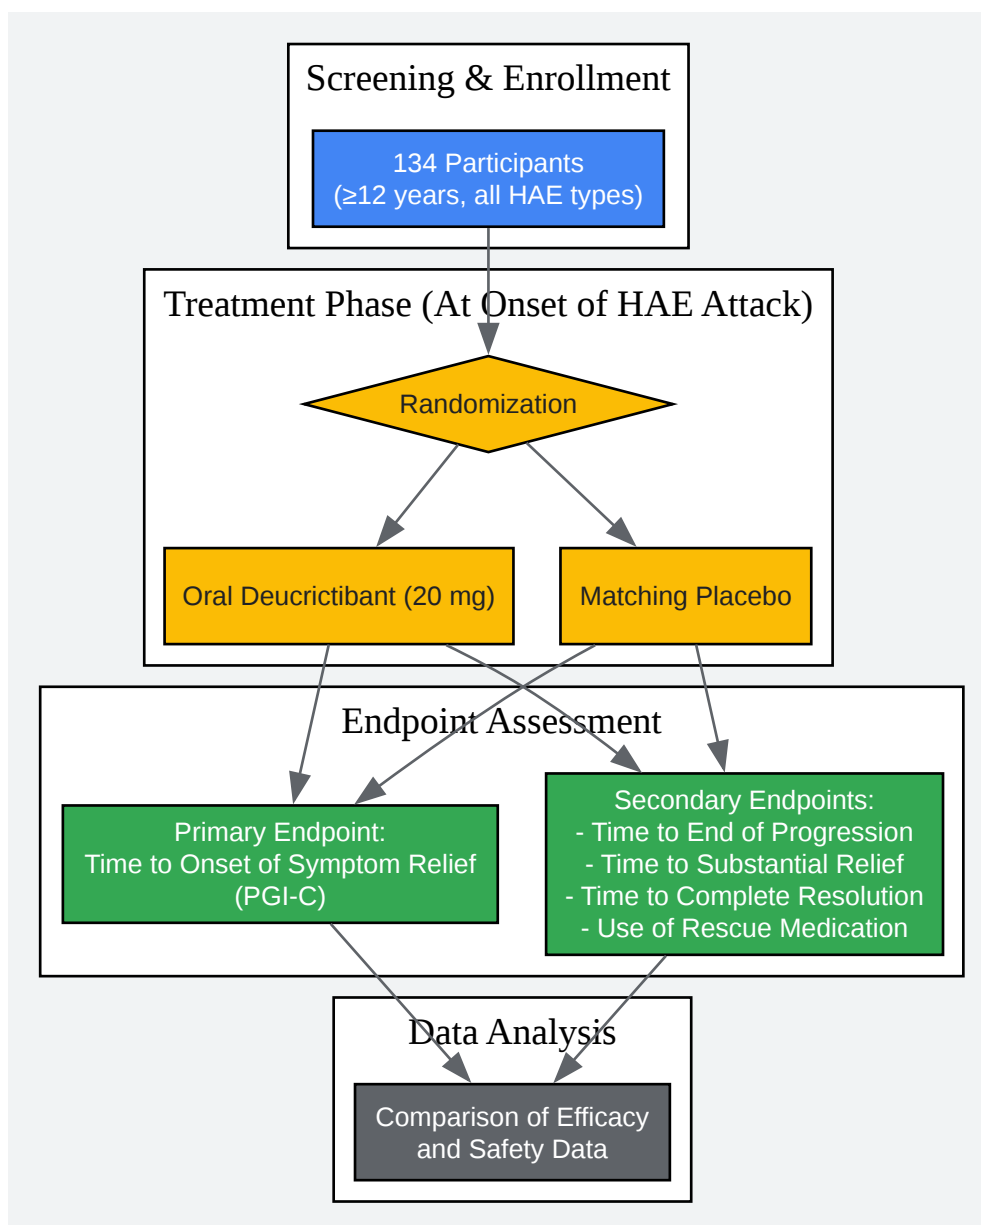 Screening & Enrollment
134 Participants
(≥12 years, all HAE types)
Treatment Phase (At Onset of HAE Attack)
Randomization
Oral Deucrictibant (20 mg)
Matching Placebo
Endpoint Assessment
Primary Endpoint:
Time to Onset of Symptom Relief
(PGI-C)
Secondary Endpoints:
- Time to End of Progression
- Time to Substantial Relief
- Time to Complete Resolution
- Use of Rescue Medication
Data Analysis
Comparison of Efficacy
and Safety Data